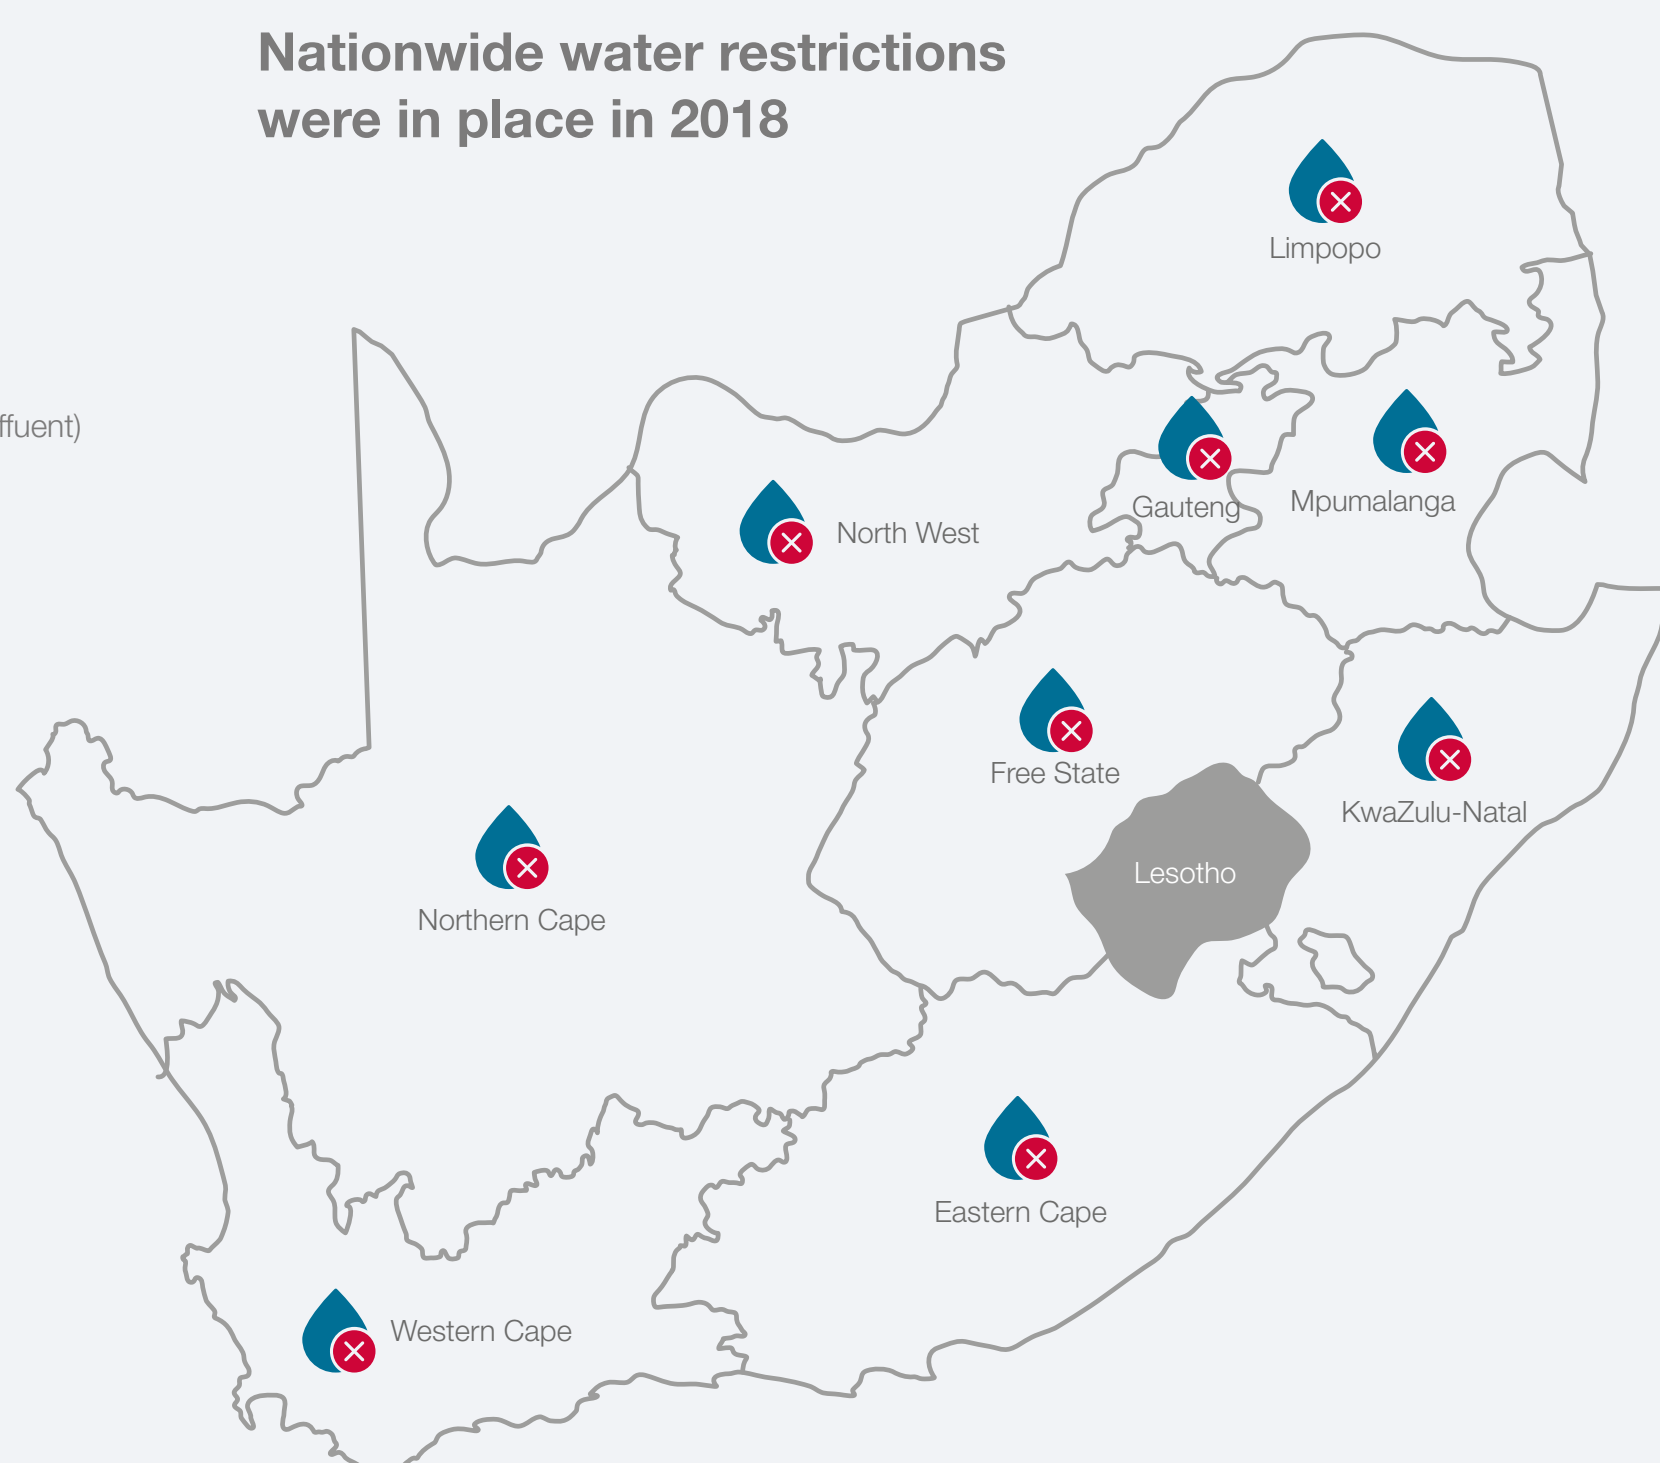 Nationwide water restrictions
were in place in 2018
Limpopo
ffuent)
Gauteng
Mpumalanga
North West
Free State
KwaZulu-Natal
Lesotho
Northern Cape
Eastern Cape
Western Cape